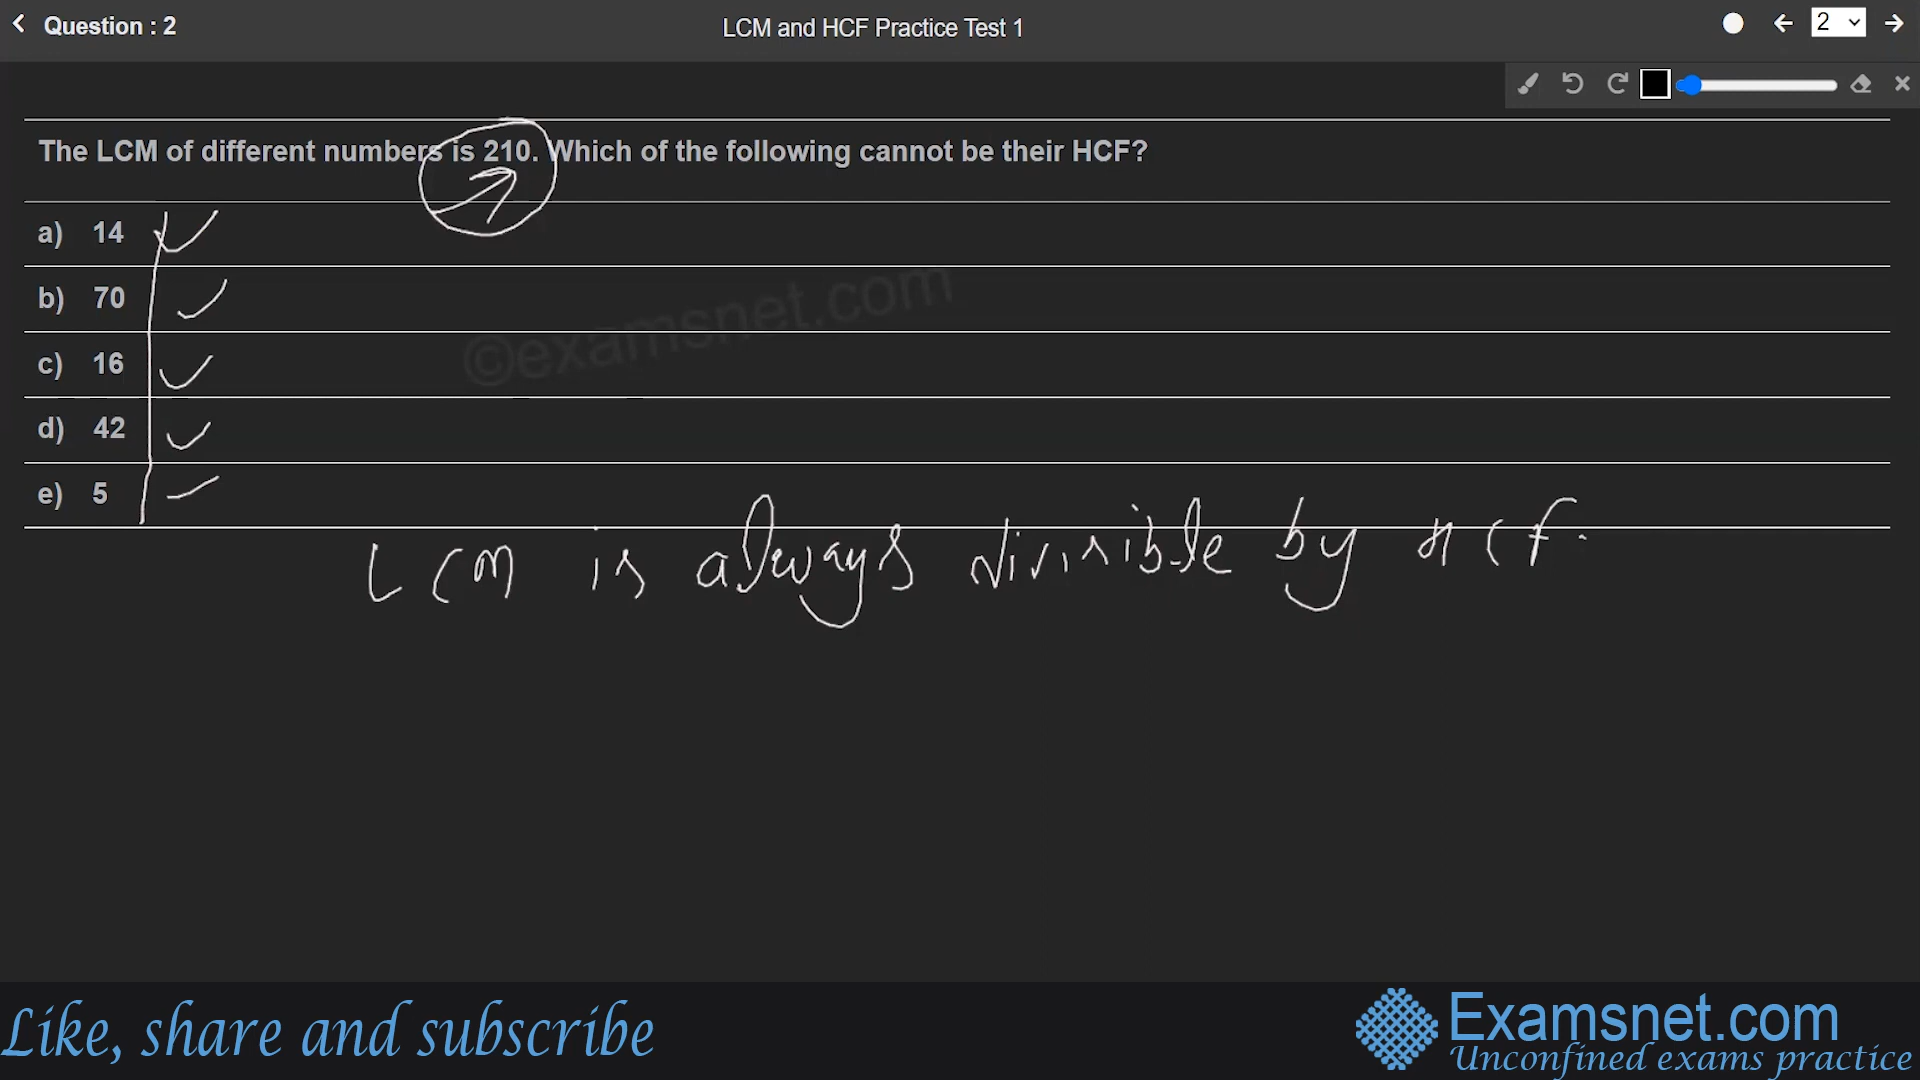 Question : 2
LCM and HCF Practice Test 1
2
The LCM of different numbers is 210. Which of the following cannot be their HCF?
a) 14
b) 70
c) 16
d) 42
e) 5
©examsnet.com
LCM is always divisible by HCF.
Like, share and subscribe
Examsnet.com
Unconfined exams practice